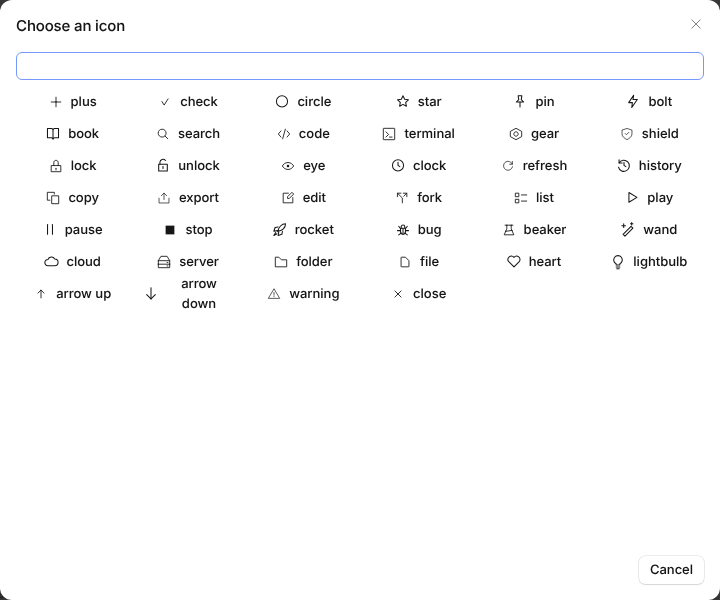 Choose an icon
plus check circle star pin bolt
book search code terminal gear shield
lock unlock eye clock refresh history
copy export edit fork list play
pause stop rocket bug beaker wand
cloud server folder file heart lightbulb
arrow up arrow down warning close
Cancel